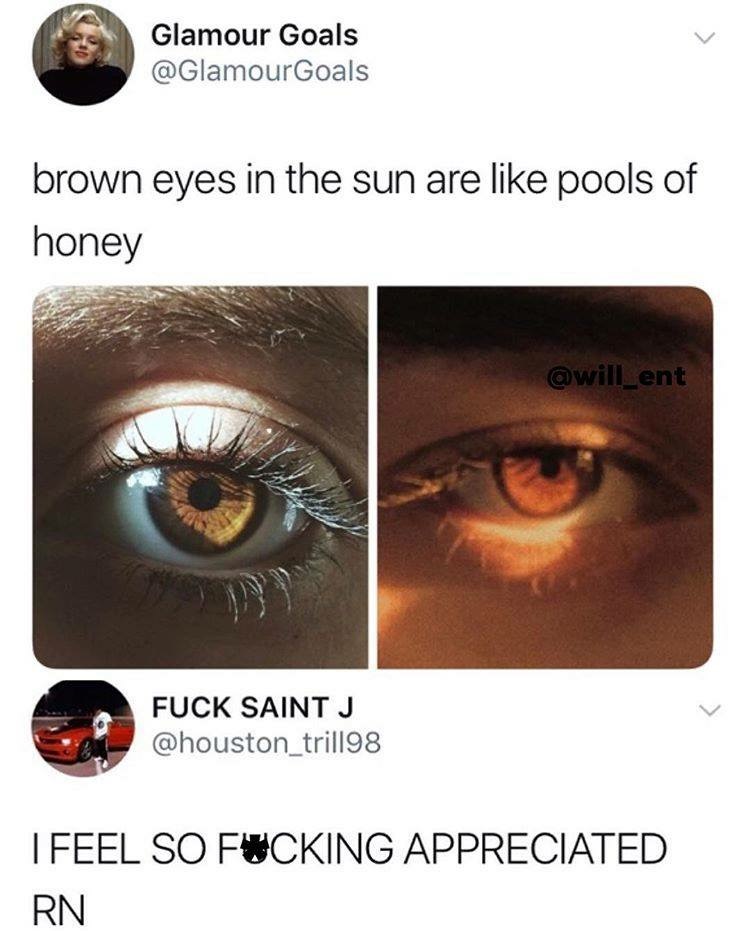 Glamour Goals
@GlamourGoals
brown eyes in the sun are like pools of
honey
@will_ent
FUCK SAINT J
@houston_trill98
I FEEL SO F*CKING APPRECIATED
RN